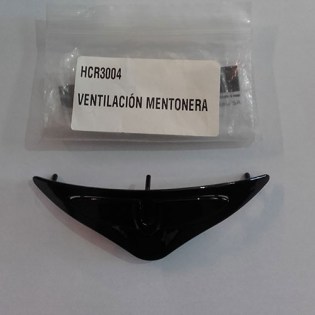 HCR3004
VENTILACIÓN MENTONERA